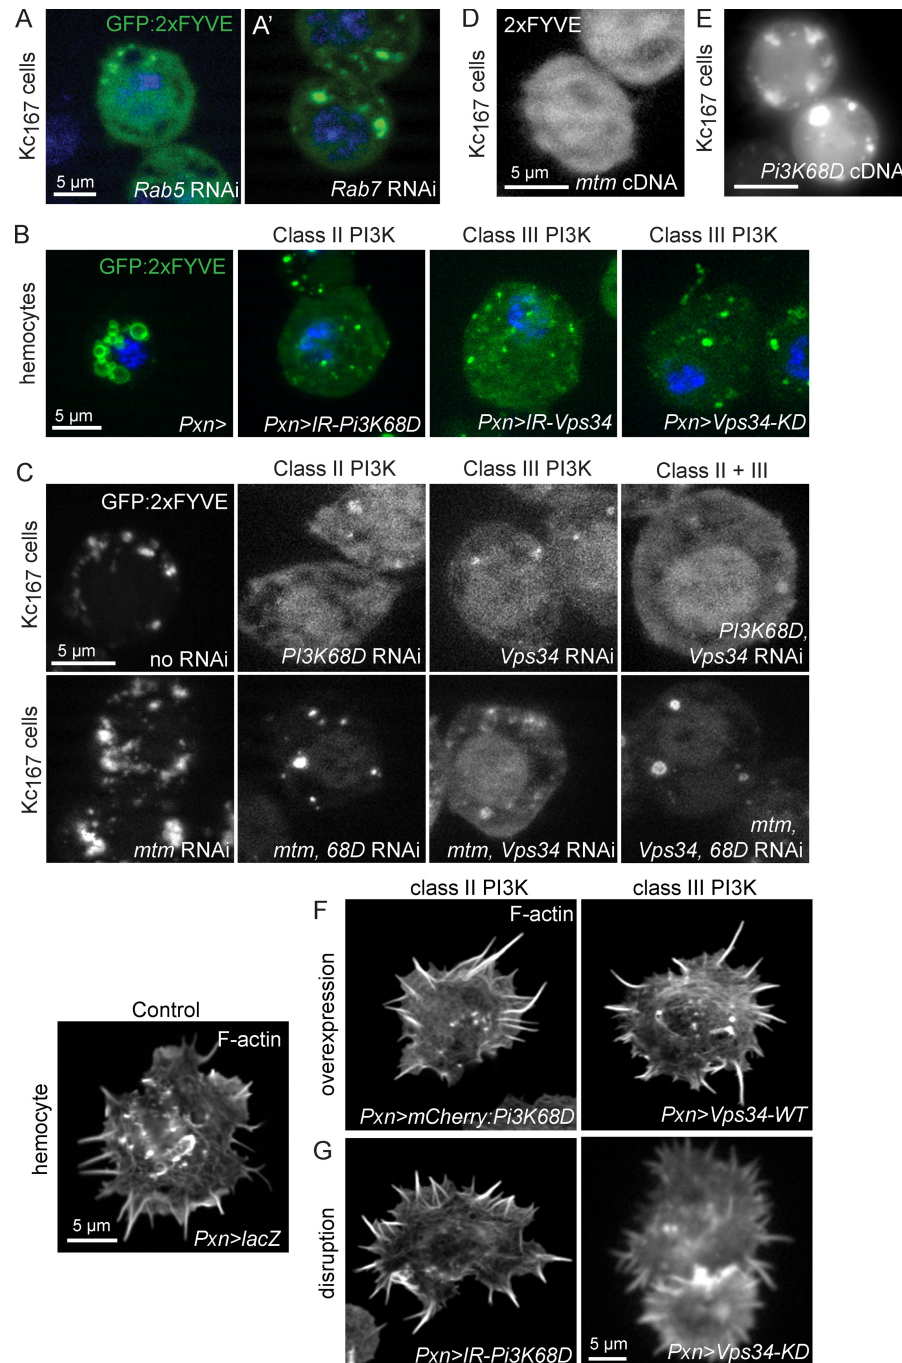 A
GFP:2xFYVE
Kc167 cells
5 µm
Rab5 RNAi
A'
Rab7 RNAi
D
2xFYVE
Kc167 cells
5 µm
mtm cDNA
E
Kc167 cells
Pi3K68D cDNA
B
Class II PI3K
Class III PI3K
Class III PI3K
GFP:2xFYVE
hemocytes
5 µm
Pxn>
Pxn>IR-Pi3K68D
Pxn>IR-Vps34
Pxn>Vps34-KD
C
Class II PI3K
Class III PI3K
Class II + III
GFP:2xFYVE
Kc167 cells
5 µm
no RNAi
PI3K68D RNAi
Vps34 RNAi
PI3K68D,
Vps34 RNAi
Kc167 cells
mtm RNAi
mtm, 68D RNAi
mtm, Vps34 RNAi
mtm,
Vps34, 68D RNAi
Control
F-actin
hemocyte
5 µm
Pxn>lacZ
class II PI3K
class III PI3K
F
F-actin
overexpression
Pxn>mCherry:Pi3K68D
Pxn>Vps34-WT
G
disruption
Pxn>IR-Pi3K68D
5 µm
Pxn>Vps34-KD